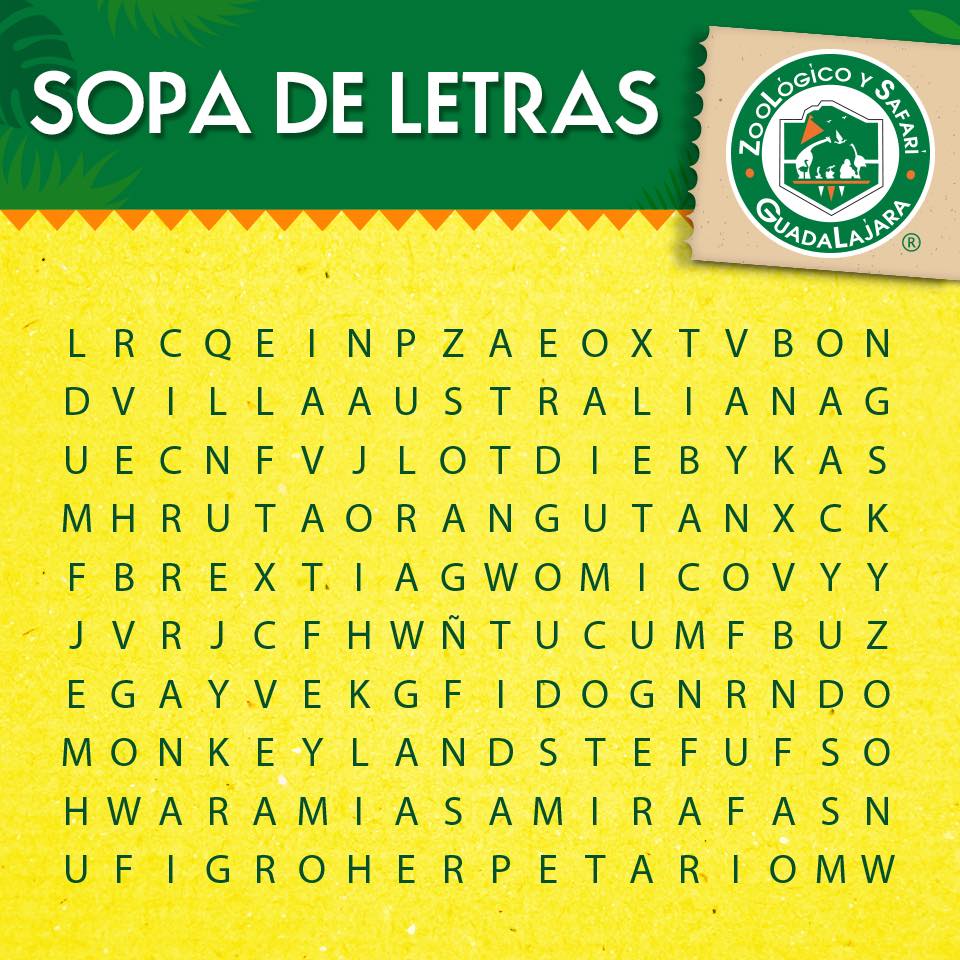 SOPA DE LETRAS
ZOOLÓGICO Y SAFARI
GUADALAJARA
®
L R C Q E I N P Z A E O X T V B O N
D V I L L A A U S T R A L I A N A G
U E C N F V J L O T D I E B Y K A S
M H R U T A O R A N G U T A N X C K
F B R E X T I A G W O M I C O V Y Y
J V R J C F H W Ñ T U C U M F B U Z
E G A Y V E K G F I D O G N R N D O
M O N K E Y L A N D S T E F U F S O
H W A R A M I A S A M I R A F A S N
U F I G R O H E R P E T A R I O M W